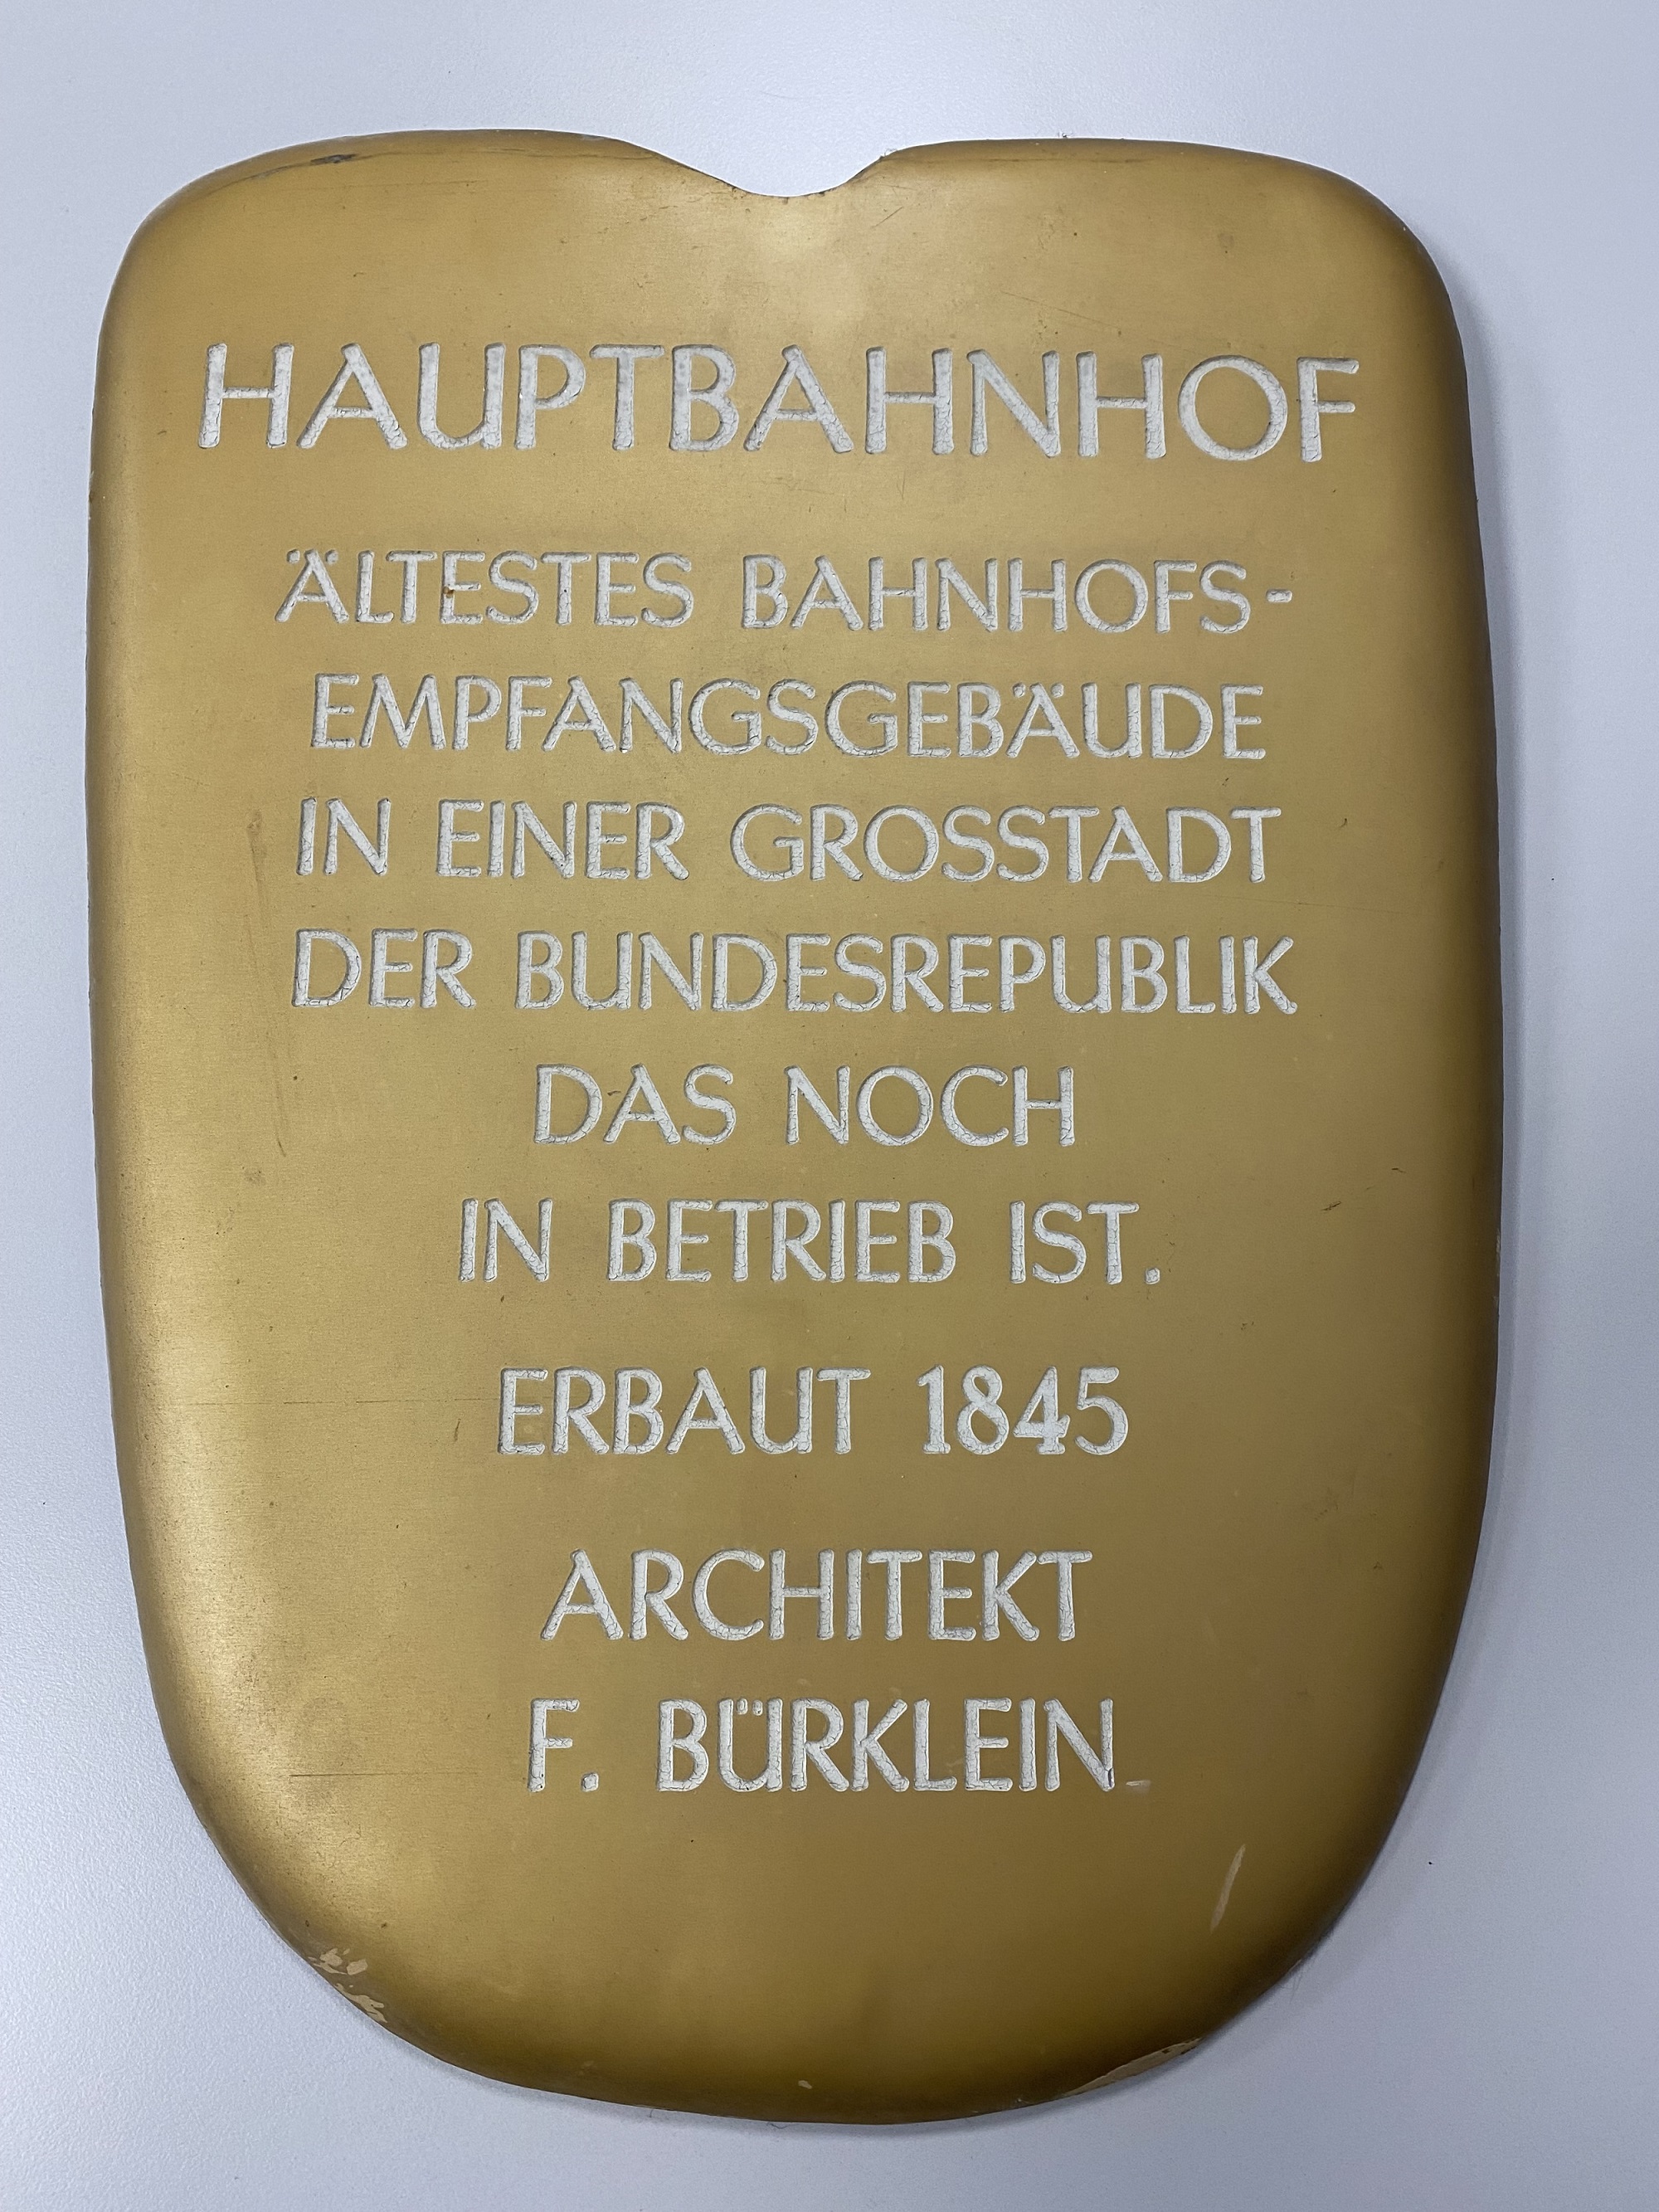 HAUPTBAHNHOF
ÄLTESTES BAHNHOFS-
EMPFANGSGEBÄUDE
IN EINER GROSSTADT
DER BUNDESREPUBLIK
DAS NOCH
IN BETRIEB IST.
ERBAUT 1845
ARCHITEKT
F. BÜRKLEIN